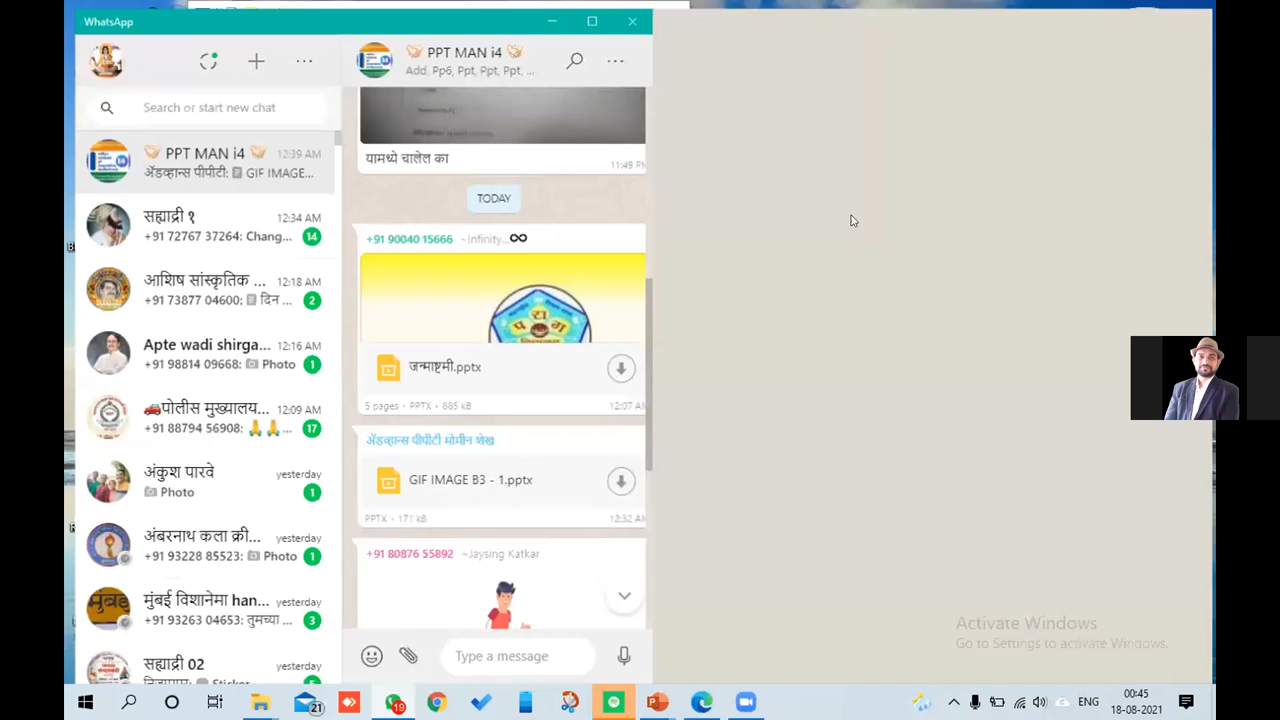 WhatsApp
Search or start new chat
PPT MAN i4
12:39 AM
ॲडव्हान्स पीपीटी: GIF IMAGE...
सह्याद्री १
12:34 AM
+91 72767 37264: Chang...
14
आशिष सांस्कृतिक ...
12:18 AM
+91 73877 04600: दिन ...
2
Apte wadi shirga...
12:16 AM
+91 98814 09668: Photo
1
पोलीस मुख्यालय...
12:09 AM
+91 88794 56908: 🙏🙏...
17
अंकुश पारवे
yesterday
Photo
1
अंबरनाथ कला क्री...
yesterday
+91 93228 85523: Photo
1
मुंबई विशानेमा han...
yesterday
+91 93263 04653: तुमच्या ...
3
सह्याद्री 02
yesterday
PPT MAN i4
Add, Pp6, Ppt, Ppt, Ppt, ...
यामध्ये चालेल का
11:49 PM
TODAY
+91 90040 15666 ~Infinity...∞
प रा ग
जन्माष्टमी.pptx
5 pages • PPTX • 685 kB
12:07 AM
ॲडव्हान्स पीपीटी मोमीन शेख
GIF IMAGE B3 - 1.pptx
PPTX • 171 kB
12:32 AM
+91 80876 55892 ~Jaysing Katkar
Type a message
Activate Windows
Go to Settings to activate Windows.
21
19
ENG
00:45
18-08-2021